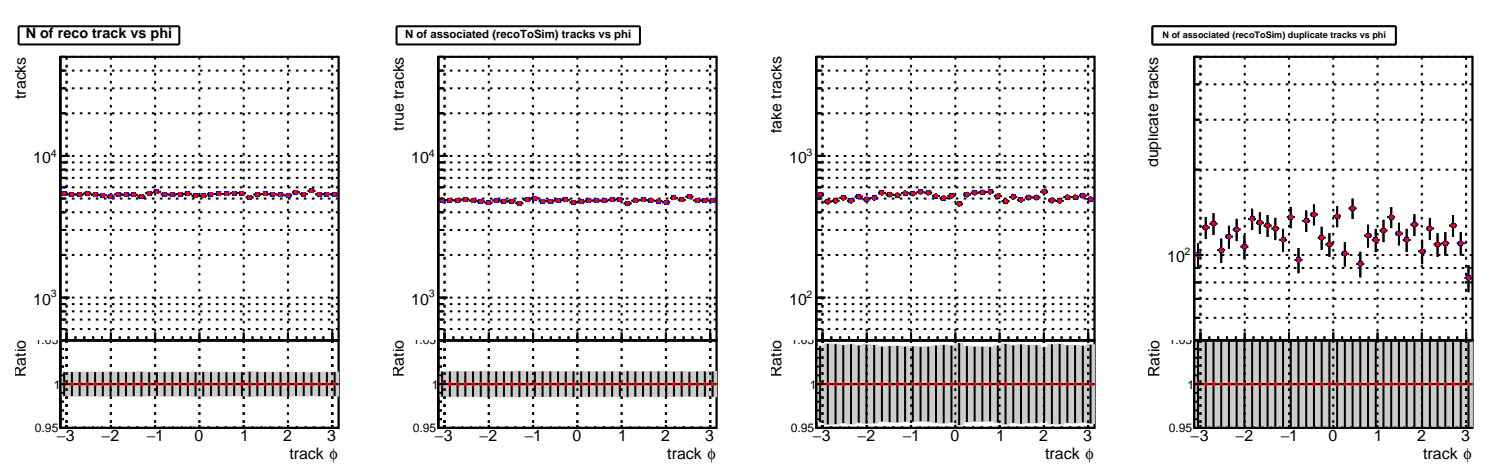 N of reco track vs phi
tracks
10^4
10^3
Ratio
1
0.95
−3 −2 −1 0 1 2 3
track ϕ
N of associated (recoToSim) tracks vs phi
true tracks
10^4
10^3
Ratio
1
0.95
−3 −2 −1 0 1 2 3
track ϕ
fake tracks
10^3
10^2
Ratio
1
0.95
−3 −2 −1 0 1 2 3
track ϕ
N of associated (recoToSim) duplicate tracks vs phi
duplicate tracks
10^2
Ratio
1
0.95
−3 −2 −1 0 1 2 3
track ϕ